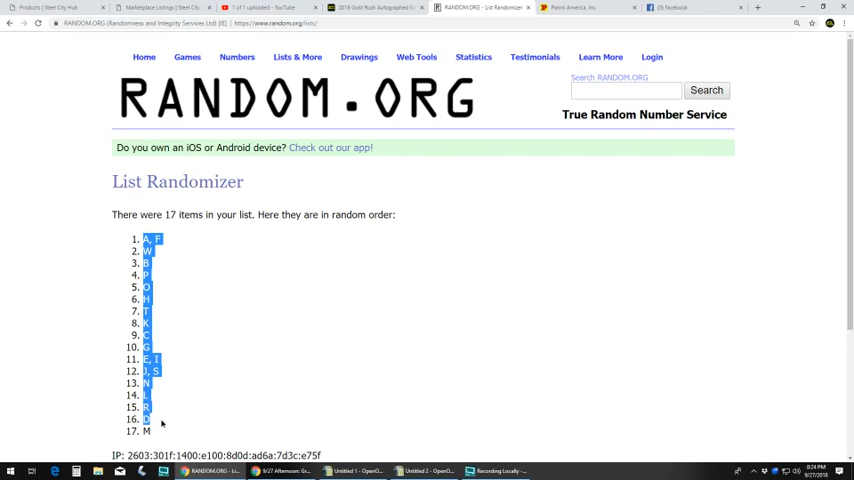 Products | Steel City Hub
Marketplace Listings | Steel C
1 of 1 uploaded - YouTube
2018 Gold Rush Autographed
RANDOM.ORG - List Randomizer
Panini America, Inc.
(3) Facebook
RANDOM.ORG (Randomness and Integrity Services Ltd) [IE] | https://www.random.org/lists/
Home Games Numbers Lists & More Drawings Web Tools Statistics Testimonials Learn More Login
RANDOM.ORG
Search RANDOM.ORG
Search
True Random Number Service
Do you own an iOS or Android device? Check out our app!
List Randomizer
There were 17 items in your list. Here they are in random order:
1. A, F
2. W
3. B
4. P
5. O
6. H
7. T
8. K
9. C
10. G
11. E, I
12. J, S
13. N
14. L
15. R
16. D
17. M
IP: 2603:301f:1400:e100:8d0d:ad6a:7d3c:e75f
RANDOM.ORG - Li...
9/27 Afternoon: Gr...
Untitled 1 - OpenO...
Untitled 2 - OpenO...
Recording Locally -...
8:24 PM
9/27/2018